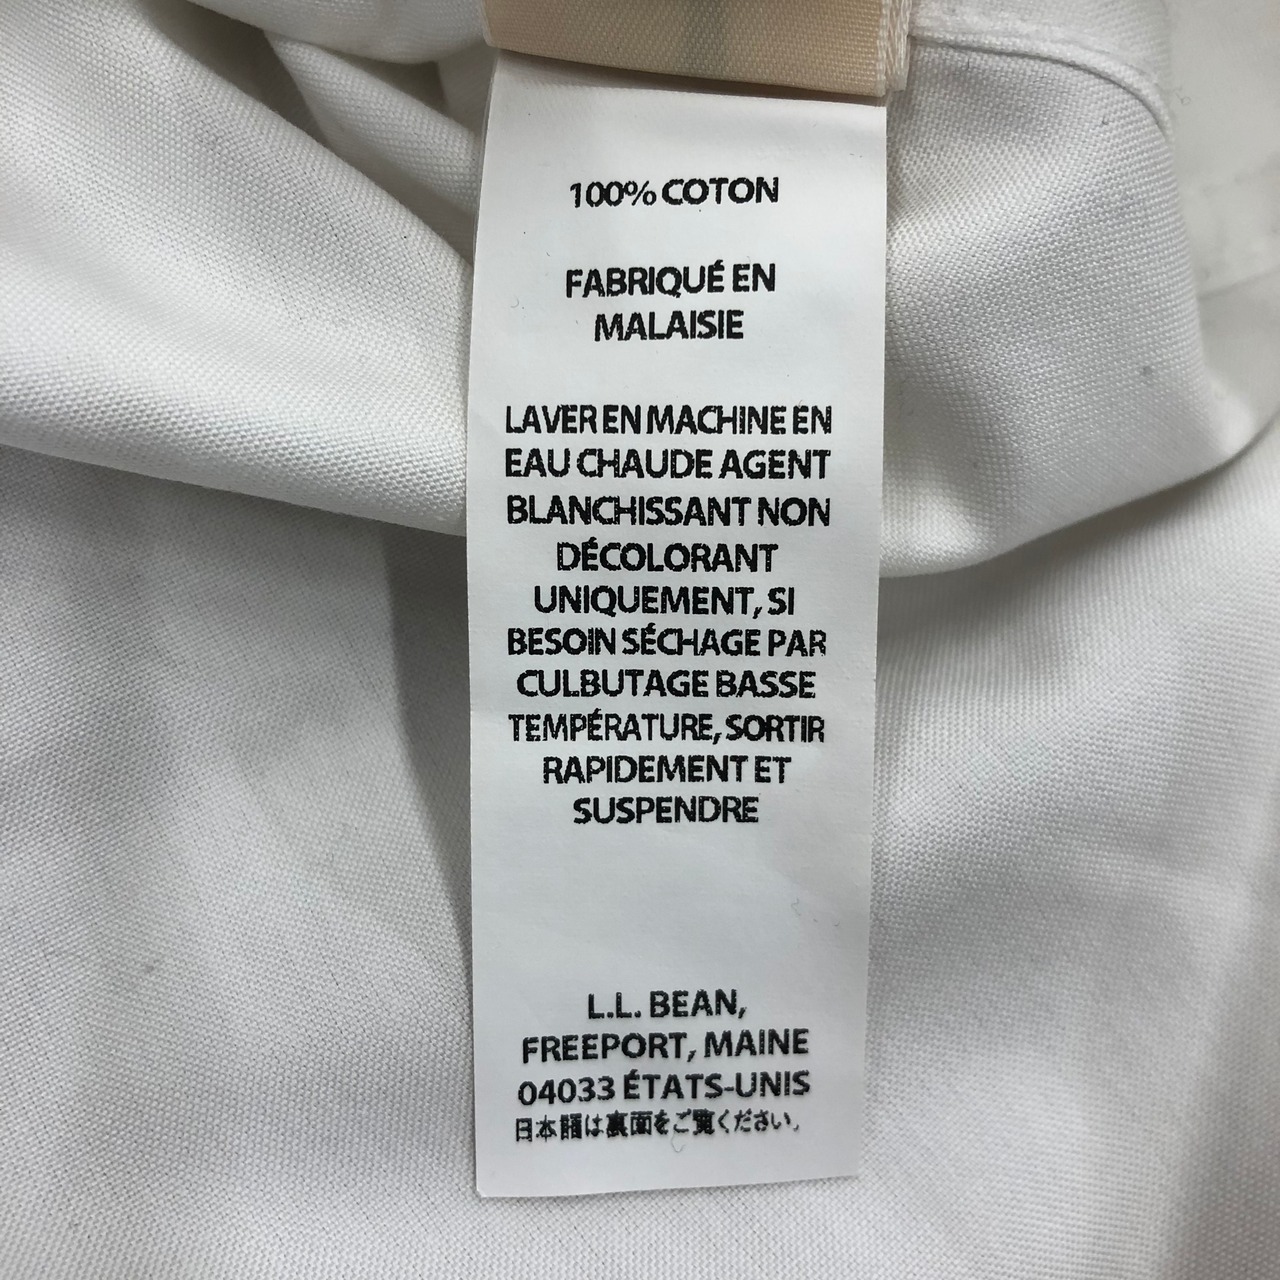 100% COTON
FABRIQUÉ EN
MALAISIE
LAVER EN MACHINE EN
EAU CHAUDE AGENT
BLANCHISSANT NON
DÉCOLORANT
UNIQUEMENT, SI
BESOIN SÉCHAGE PAR
CULBUTAGE BASSE
TEMPÉRATURE, SORTIR
RAPIDEMENT ET
SUSPENDRE
L.L. BEAN,
FREEPORT, MAINE
04033 ÉTATS-UNIS
日本語は裏面をご覧ください。